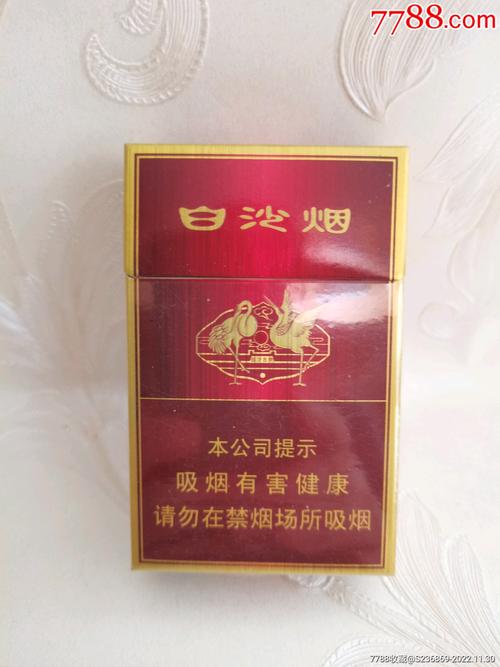 7788.com
白沙烟
本公司提示
吸烟有害健康
请勿在禁烟场所吸烟
7788收藏@S236869-2022.11.30